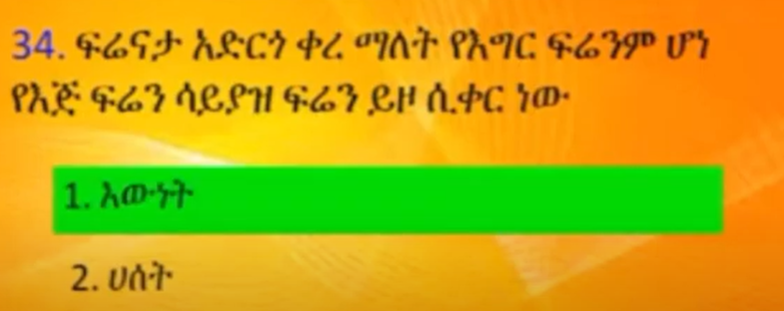 34. ፍሬናታ አድርጎ ቀረ ማለት የእግር ፍሬንም ሆነ
የእጅ ፍሬን ሳይያዝ ፍሬን ይዞ ሲቀር ነው
1. እውነት
2. ሀሰት